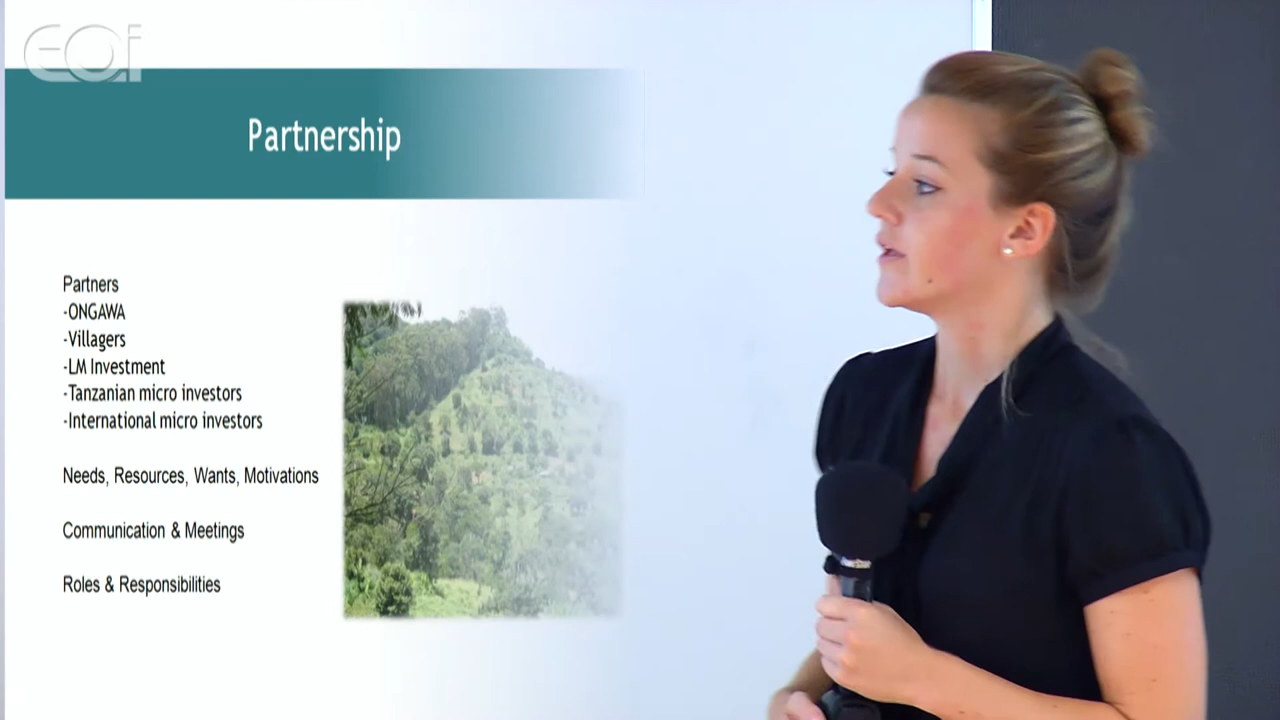 eoi
Partnership
Partners
-ONGAWA
-Villagers
-LM Investment
-Tanzanian micro investors
-International micro investors
Needs, Resources, Wants, Motivations
Communication & Meetings
Roles & Responsibilities